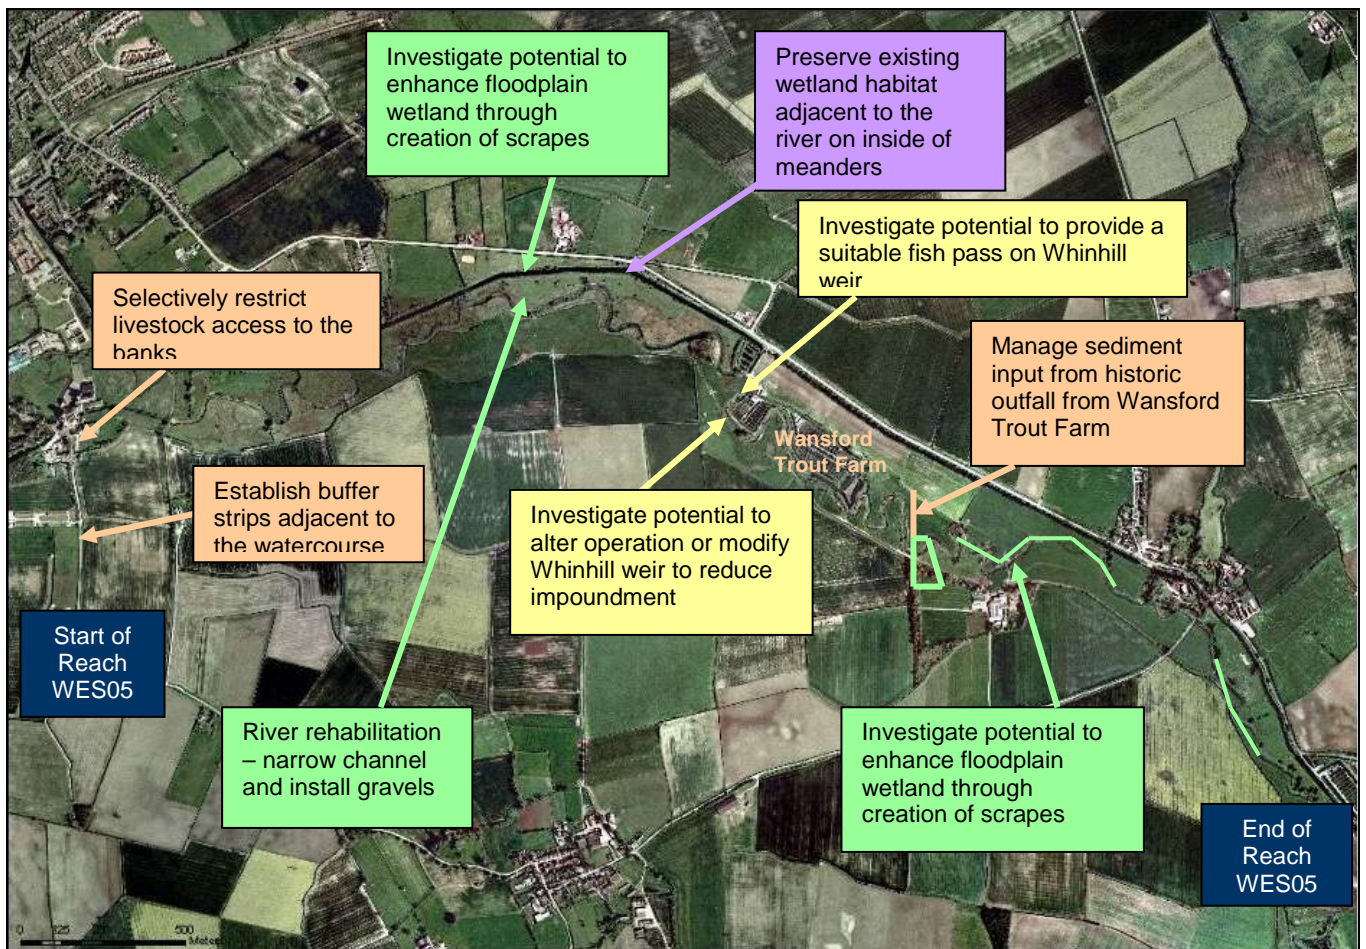 Investigate potential to
enhance floodplain
wetland through
creation of scrapes
Preserve existing
wetland habitat
adjacent to the
river on inside of
meanders
Investigate potential to provide a
suitable fish pass on Whinhill
weir
Selectively restrict
livestock access to the
banks
Manage sediment
input from historic
outfall from Wansford
Trout Farm
Wansford
Trout Farm
Establish buffer
strips adjacent to
the watercourse
Investigate potential to
alter operation or modify
Whinhill weir to reduce
impoundment
Start of
Reach
WES05
River rehabilitation
– narrow channel
and install gravels
Investigate potential to
enhance floodplain
wetland through
creation of scrapes
End of
Reach
WES05
0 125 250 500
Meters